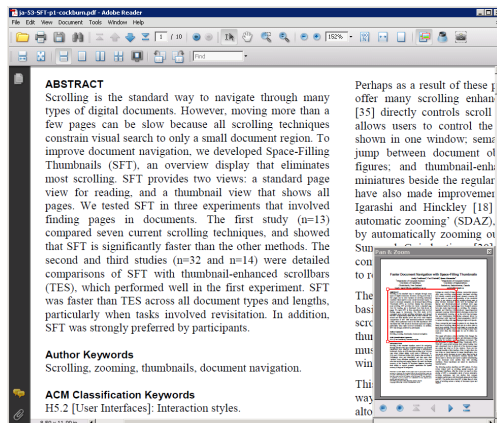 ja-53-SFT-p1-cockburn.pdf - Adobe Reader
File Edit View Document Tools Window Help
1 / 10 152%
Find
ABSTRACT
Scrolling is the standard way to navigate through many
types of digital documents. However, moving more than a
few pages can be slow because all scrolling techniques
constrain visual search to only a small document region. To
improve document navigation, we developed Space-Filling
Thumbnails (SFT), an overview display that eliminates
most scrolling. SFT provides two views: a standard page
view for reading, and a thumbnail view that shows all
pages. We tested SFT in three experiments that involved
finding pages in documents. The first study (n=13)
compared seven current scrolling techniques, and showed
that SFT is significantly faster than the other methods. The
second and third studies (n=32 and n=14) were detailed
comparisons of SFT with thumbnail-enhanced scrollbars
(TES), which performed well in the first experiment. SFT
was faster than TES across all document types and lengths,
particularly when tasks involved revisitation. In addition,
SFT was strongly preferred by participants.
Author Keywords
Scrolling, zooming, thumbnails, document navigation.
ACM Classification Keywords
H5.2 [User Interfaces]: Interaction styles.
Perhaps as a result of these p
offer many scrolling enhan
[35] directly controls scroll
allows users to control the
shown in one window; sema
jump between document ob
figures; and thumbnail-enh
miniatures beside the regular
have also made improvemen
Igarashi and Hinckley [18]
automatic zooming' (SDAZ),
by automatically zooming ou
com
to re
The
basi
scro
thur
mus
win
Thi
way
alto
Pan & Zoom
Faster Document Navigation with Space-Filling Thumbnails
8.50 x 11.00 in